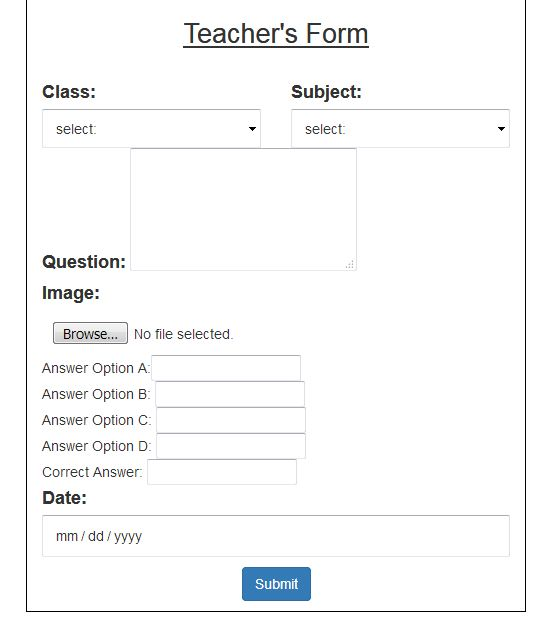 Teacher's Form
Class: Subject:
select: select:
Question:
Image:
Browse... No file selected.
Answer Option A:
Answer Option B:
Answer Option C:
Answer Option D:
Correct Answer:
Date:
mm / dd / yyyy
Submit